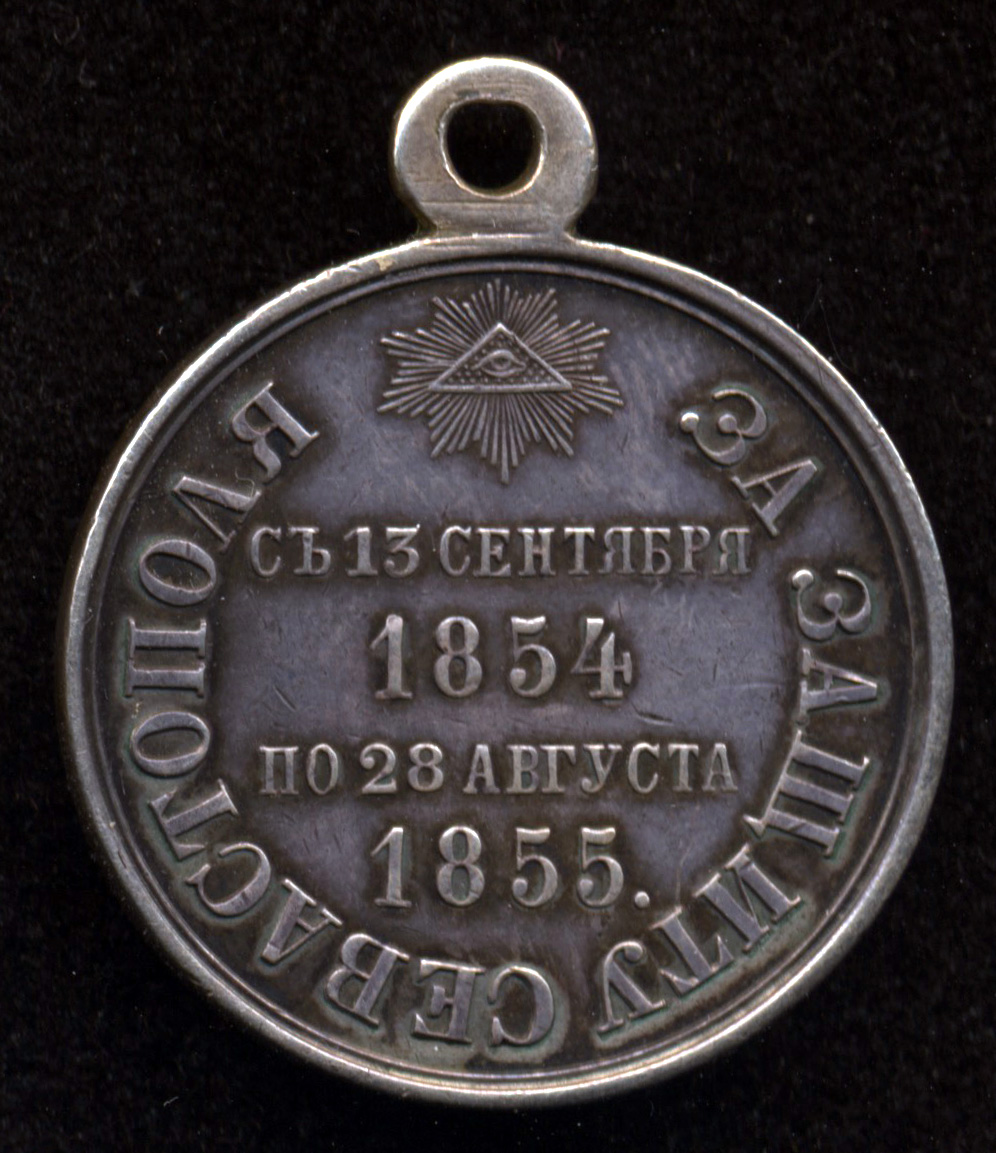 ЗА ЗАЩИТУ СЕВАСТОПОЛЯ
СЪ 13 СЕНТЯБРЯ
1854
ПО 28 АВГУСТА
1855.